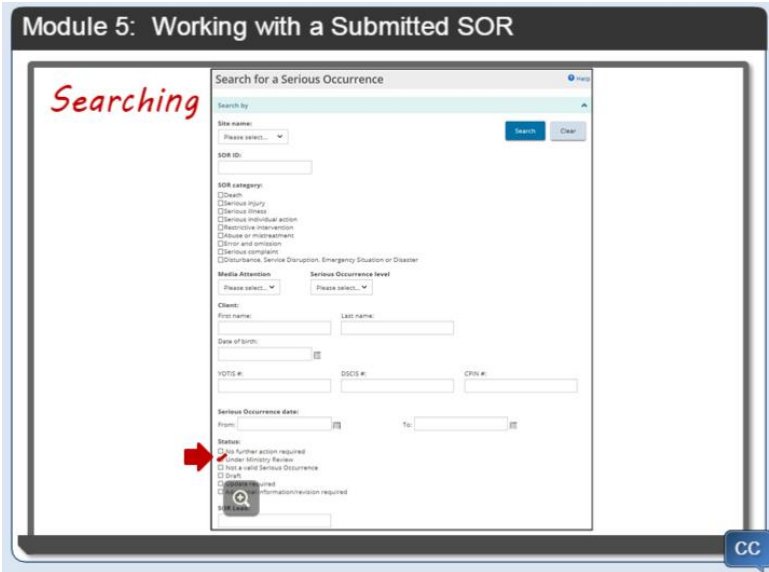 Module 5: Working with a Submitted SOR
Searching
Search for a Serious Occurrence
Help
Search by
Site name:
Please select...
Search
Clear
SOR ID:
SOR category:
Death
Serious injury
Serious illness
Serious individual action
Restrictive intervention
Abuse or mistreatment
Error and omission
Serious complaint
Disturbance, Service Disruption, Emergency Situation or Disaster
Media Attention Serious Occurrence level
Please select... Please select...
Client:
First name: Last name:
Date of birth:
YOTIS #: DSCIS #: CPIN #:
Serious Occurrence date:
From: To:
Status:
No further action required
Under Ministry Review
Not a valid Serious Occurrence
Draft
Update required
information/revision required
SOR Lead:
CC